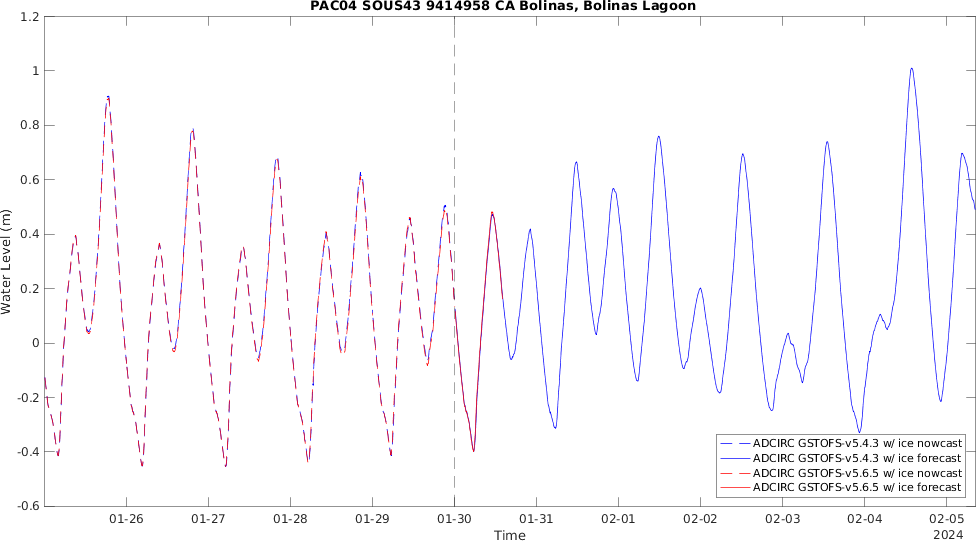 PAC04 SOUS43 9414958 CA Bolinas, Bolinas Lagoon
Water Level (m)
1.2
1
0.8
0.6
0.4
0.2
0
-0.2
-0.4
-0.6
ADCIRC GSTOFS-v5.4.3 w/ ice nowcast
ADCIRC GSTOFS-v5.4.3 w/ ice forecast
ADCIRC GSTOFS-v5.6.5 w/ ice nowcast
ADCIRC GSTOFS-v5.6.5 w/ ice forecast
01-26 01-27 01-28 01-29 01-30 01-31 02-01 02-02 02-03 02-04 02-05
Time
2024